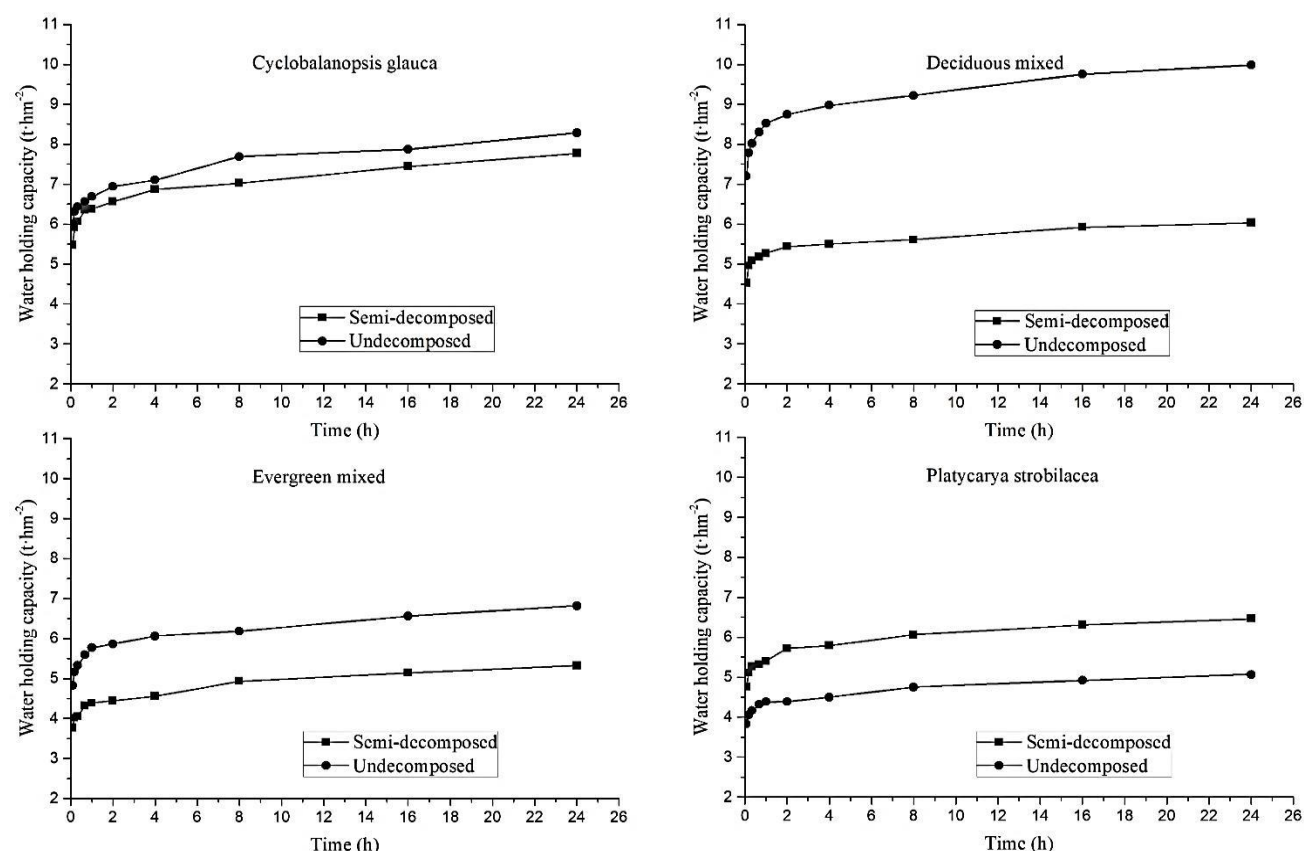 Cyclobalanopsis glauca
Water holding capacity (t·hm⁻²)
11
10
9
8
7
6
5
4
3
2
Semi-decomposed
Undecomposed
0 2 4 6 8 10 12 14 16 18 20 22 24 26
Time (h)
Deciduous mixed
Water holding capacity (t·hm⁻²)
11
10
9
8
7
6
5
4
3
2
Semi-decomposed
Undecomposed
0 2 4 6 8 10 12 14 16 18 20 22 24 26
Time (h)
Evergreen mixed
Water holding capacity (t·hm⁻²)
11
10
9
8
7
6
5
4
3
2
Semi-decomposed
Undecomposed
0 2 4 6 8 10 12 14 16 18 20 22 24 26
Time (h)
Platycarya strobilacea
Water holding capacity (t·hm⁻²)
11
10
9
8
7
6
5
4
3
2
Semi-decomposed
Undecomposed
0 2 4 6 8 10 12 14 16 18 20 22 24 26
Time (h)